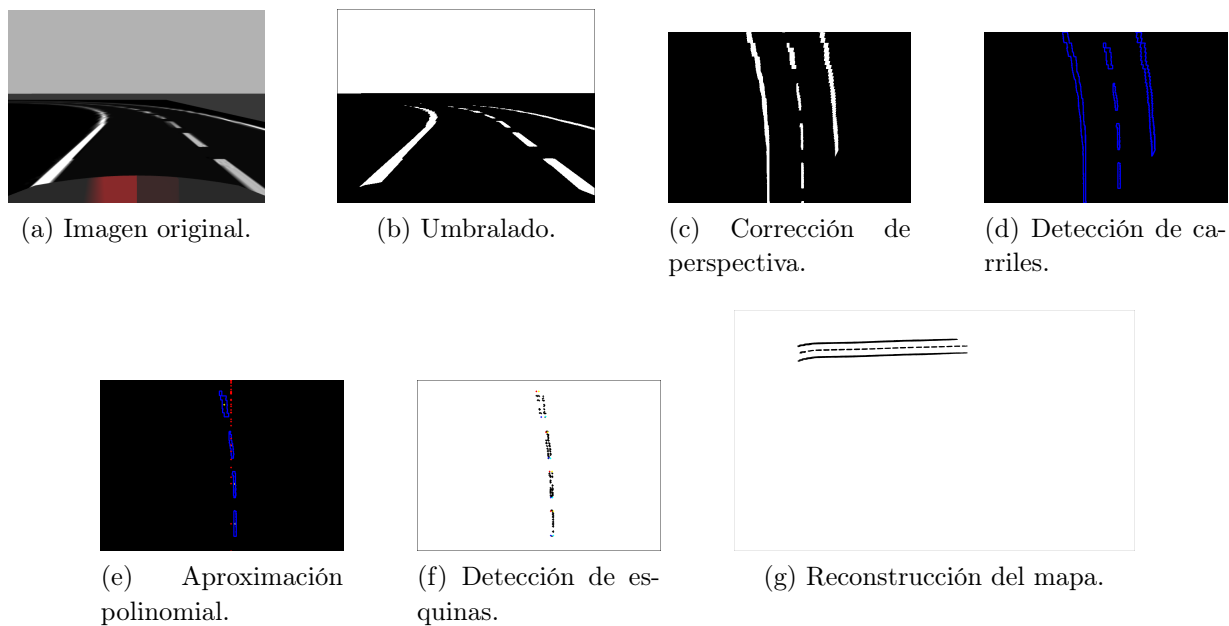 (a) Imagen original.
(b) Umbralado.
(c) Corrección de
perspectiva.
(d) Detección de ca-
rriles.
(e) Aproximación
polinomial.
(f) Detección de es-
quinas.
(g) Reconstrucción del mapa.